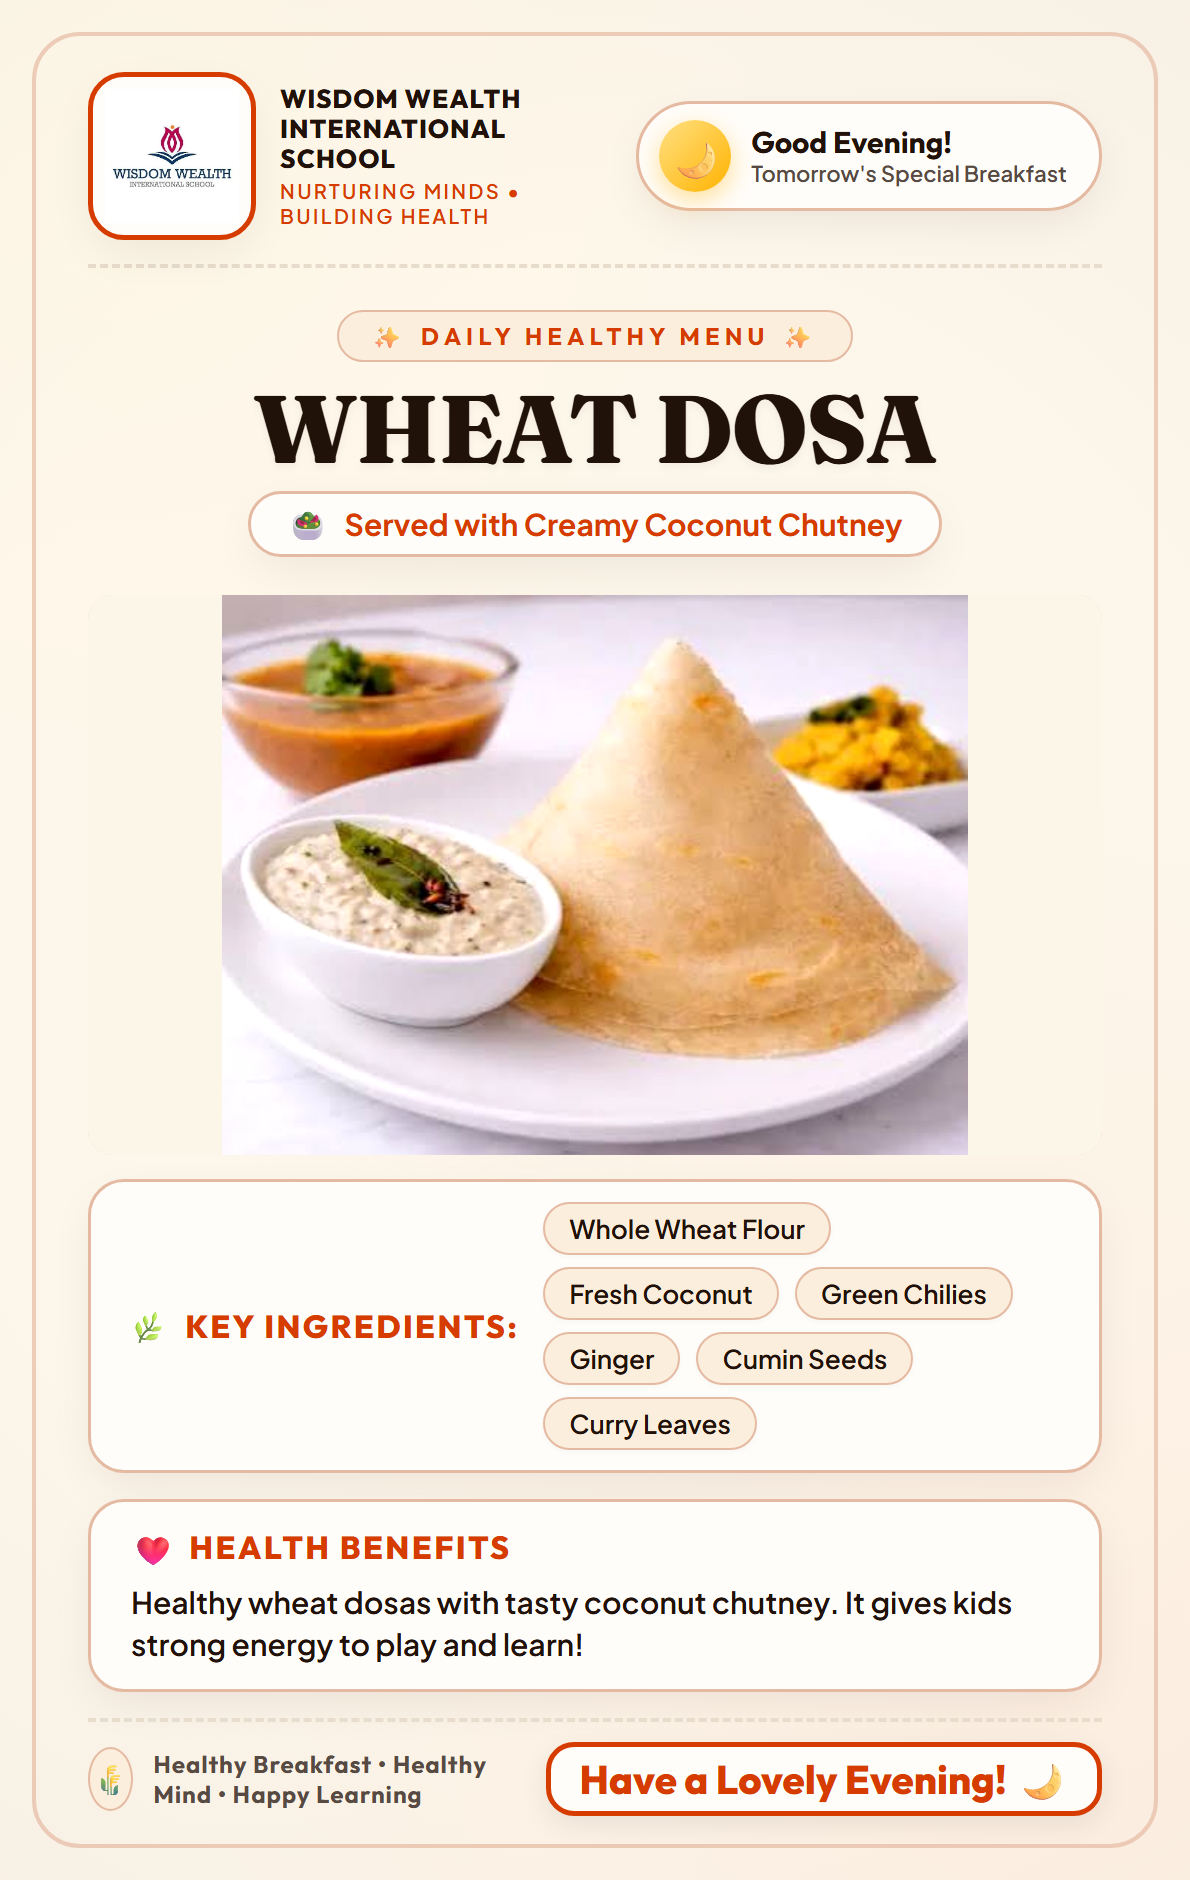 WISDOM WEALTH
INTERNATIONAL SCHOOL
WISDOM WEALTH
INTERNATIONAL
SCHOOL
NURTURING MINDS •
BUILDING HEALTH
Good Evening!
Tomorrow's Special Breakfast
DAILY HEALTHY MENU
WHEAT DOSA
Served with Creamy Coconut Chutney
KEY INGREDIENTS:
Whole Wheat Flour
Fresh Coconut Green Chilies
Ginger Cumin Seeds
Curry Leaves
HEALTH BENEFITS
Healthy wheat dosas with tasty coconut chutney. It gives kids
strong energy to play and learn!
Healthy Breakfast • Healthy
Mind • Happy Learning
Have a Lovely Evening!